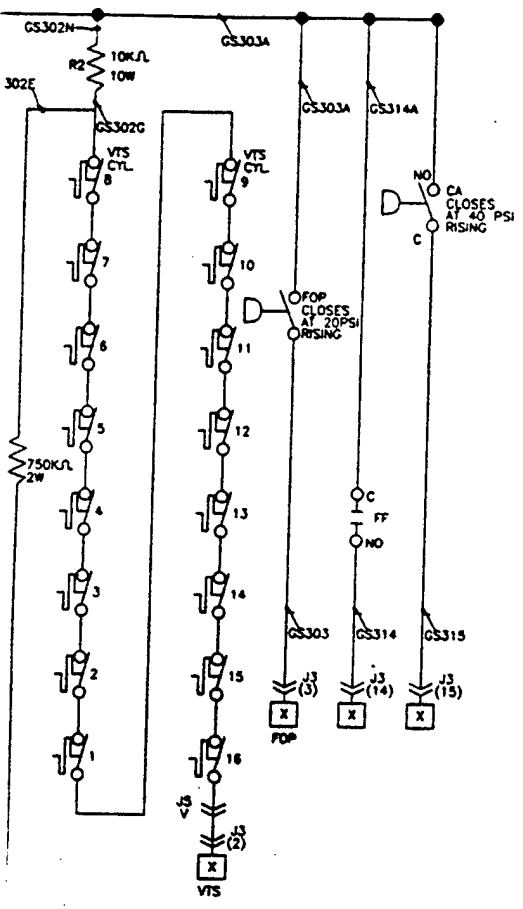 GS302N
GS303A
R2
10KΩ
10W
302E
GS302G
GS303A
GS314A
VTS
CYL
8
VTS
CYL
9
NO
CA
CLOSES
AT 40 PSI
RISING
C
7
10
FOP
CLOSES
AT 20PSI
RISING
6
11
5
12
750KΩ
2W
4
13
C
FF
NO
3
14
GS303
GS314
GS315
2
15
J3
(3)
J3
(14)
J3
(15)
X
X
X
FOP
1
16
J5
V
J3
(2)
X
VTS